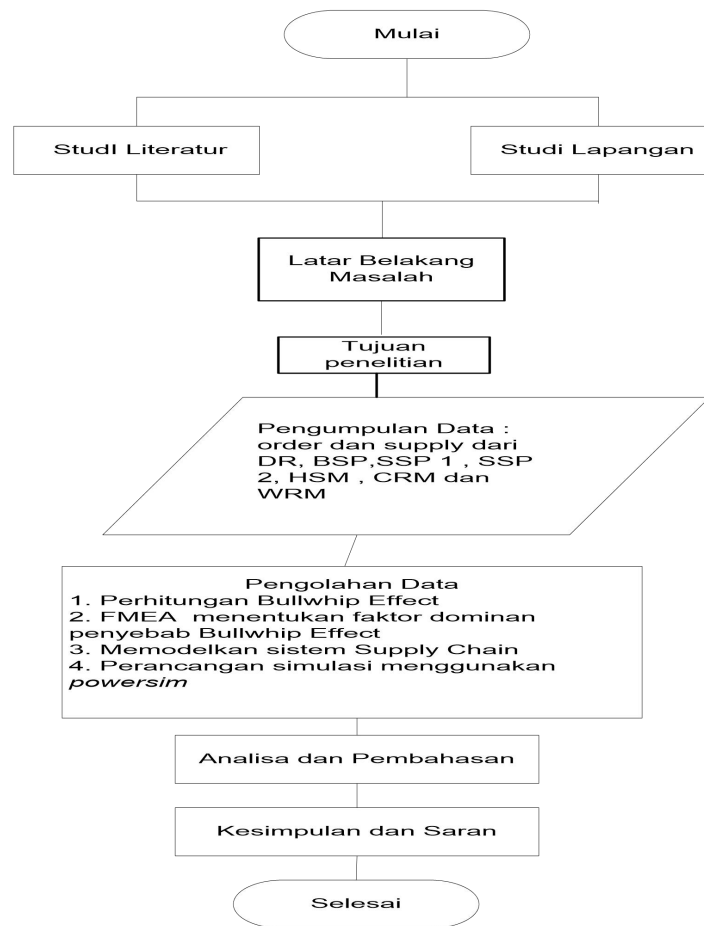 Mulai
StudI Literatur
Studi Lapangan
Latar Belakang
Masalah
Tujuan
penelitian
Pengumpulan Data :
order dan supply dari
DR, BSP,SSP 1 , SSP
2, HSM , CRM dan
WRM
Pengolahan Data
1. Perhitungan Bullwhip Effect
2. FMEA menentukan faktor dominan
penyebab Bullwhip Effect
3. Memodelkan sistem Supply Chain
4. Perancangan simulasi menggunakan
powersim
Analisa dan Pembahasan
Kesimpulan dan Saran
Selesai